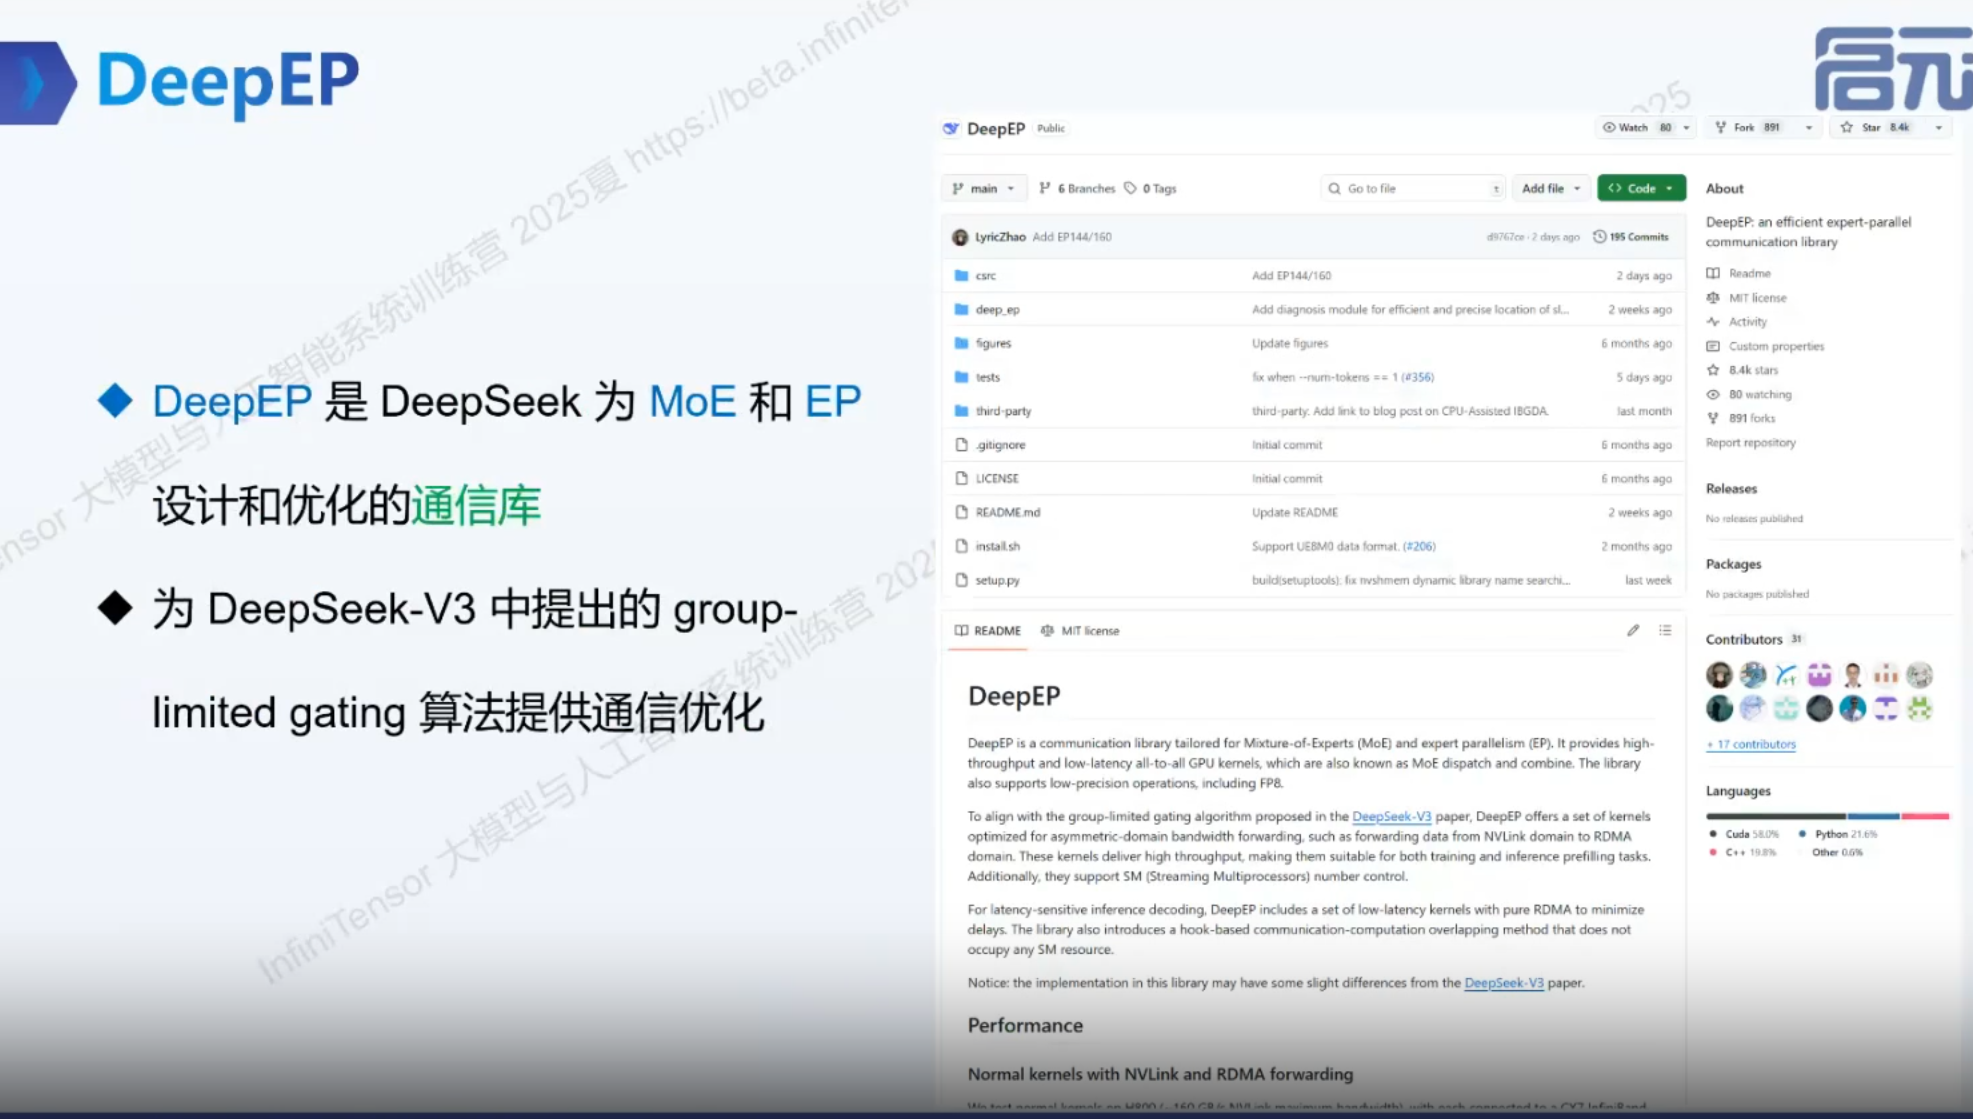 DeepEP
启元
DeepEP 是 DeepSeek 为 MoE 和 EP
设计和优化的通信库
为 DeepSeek-V3 中提出的 group-
limited gating 算法提供通信优化
DeepEP Public
Watch 80
Fork 891
Star 8.4k
main
6 Branches
0 Tags
Go to file
t
Add file
Code
LyricZhao Add EP144/160
d9767ce · 2 days ago
195 Commits
csrc Add EP144/160 2 days ago
deep_ep Add diagnosis module for efficient and precise location of sl... 2 weeks ago
figures Update figures 6 months ago
tests fix when --num-tokens == 1 (#356) 5 days ago
third-party third-party: Add link to blog post on CPU-Assisted IBGDA. last month
.gitignore Initial commit 6 months ago
LICENSE Initial commit 6 months ago
README.md Update README 2 weeks ago
install.sh Support UE8M0 data format. (#206) 2 months ago
setup.py build(setuptools): fix nvshmem dynamic library name searchi... last week
README
MIT license
DeepEP
DeepEP is a communication library tailored for Mixture-of-Experts (MoE) and expert parallelism (EP). It provides high-
throughput and low-latency all-to-all GPU kernels, which are also known as MoE dispatch and combine. The library
also supports low-precision operations, including FP8.
To align with the group-limited gating algorithm proposed in the DeepSeek-V3 paper, DeepEP offers a set of kernels
optimized for asymmetric-domain bandwidth forwarding, such as forwarding data from NVLink domain to RDMA
domain. These kernels deliver high throughput, making them suitable for both training and inference prefilling tasks.
Additionally, they support SM (Streaming Multiprocessors) number control.
For latency-sensitive inference decoding, DeepEP includes a set of low-latency kernels with pure RDMA to minimize
delays. The library also introduces a hook-based communication-computation overlapping method that does not
occupy any SM resource.
Notice: the implementation in this library may have some slight differences from the DeepSeek-V3 paper.
Performance
Normal kernels with NVLink and RDMA forwarding
About
DeepEP: an efficient expert-parallel
communication library
Readme
MIT license
Activity
Custom properties
8.4k stars
80 watching
891 forks
Report repository
Releases
No releases published
Packages
No packages published
Contributors 31
+ 17 contributors
Languages
Cuda 58.0% Python 21.6%
C++ 19.8% Other 0.6%
ensor 大模型与人工智能系统训练营 2025夏 https://beta.infinite
InfiniTensor 大模型与人工智能系统训练营 202
025